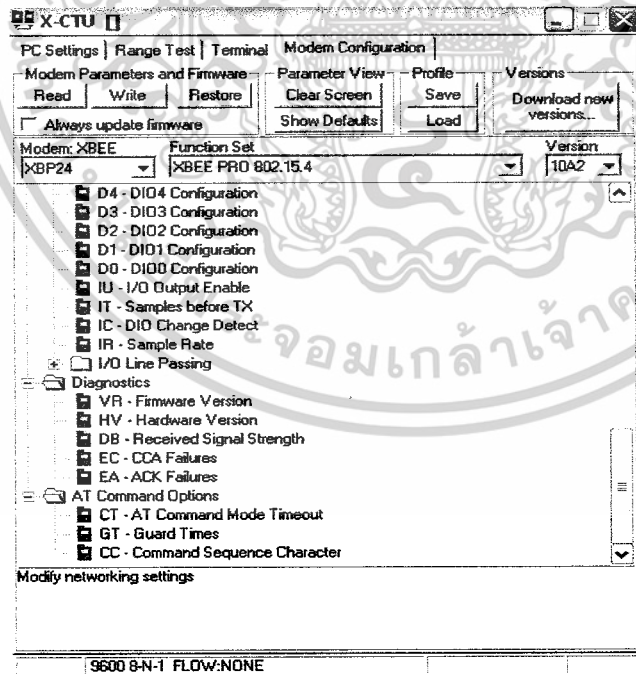 X-CTU []
PC Settings | Range Test | Terminal Modem Configuration
Modem Parameters and Firmware Parameter View Profile Versions
Read Write Restore Clear Screen Save Download new versions...
Always update firmware Show Defaults Load
Modem: XBEE Function Set Version
XBP24 XBEE PRO 802.15.4 10A2
D4 - DIO4 Configuration
D3 - DIO3 Configuration
D2 - DIO2 Configuration
D1 - DIO1 Configuration
D0 - DIO0 Configuration
IU - I/O Output Enable
IT - Samples before TX
IC - DIO Change Detect
IR - Sample Rate
I/O Line Passing
Diagnostics
VR - Firmware Version
HV - Hardware Version
DB - Received Signal Strength
EC - CCA Failures
EA - ACK Failures
AT Command Options
CT - AT Command Mode Timeout
GT - Guard Times
CC - Command Sequence Character
Modify networking settings
9600 8-N-1 FLOW:NONE